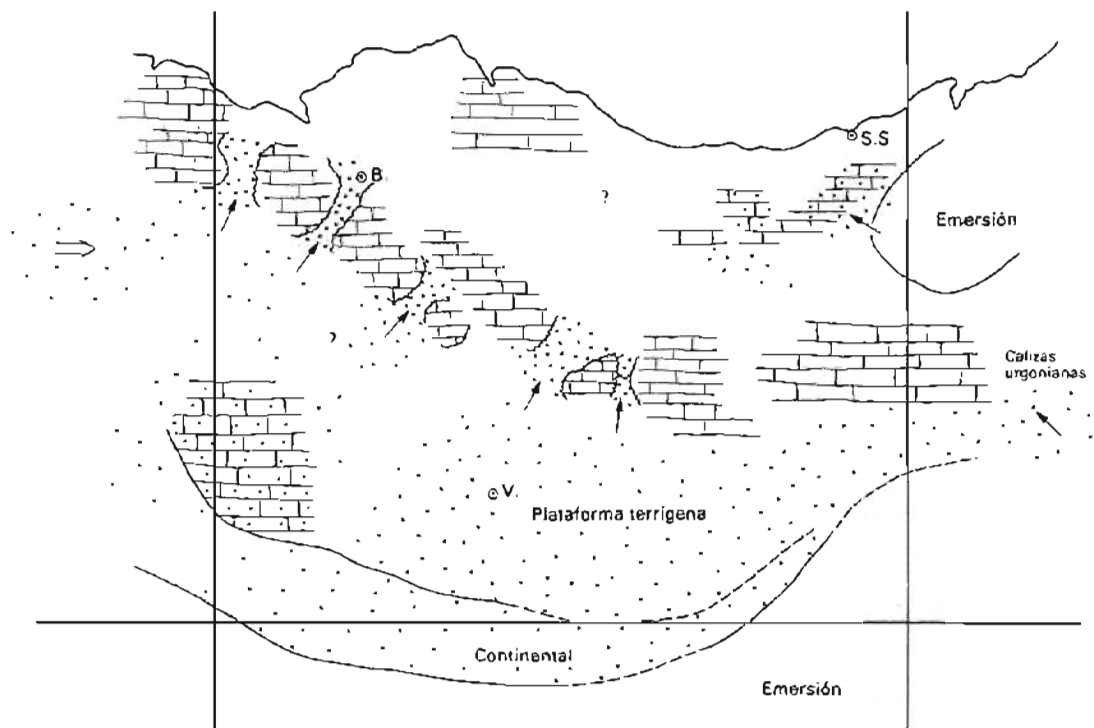 S.S
B.
?
Emersión
?
Calizas
urgonianas
V.
Plataforma terrígena
Continental
Emersión